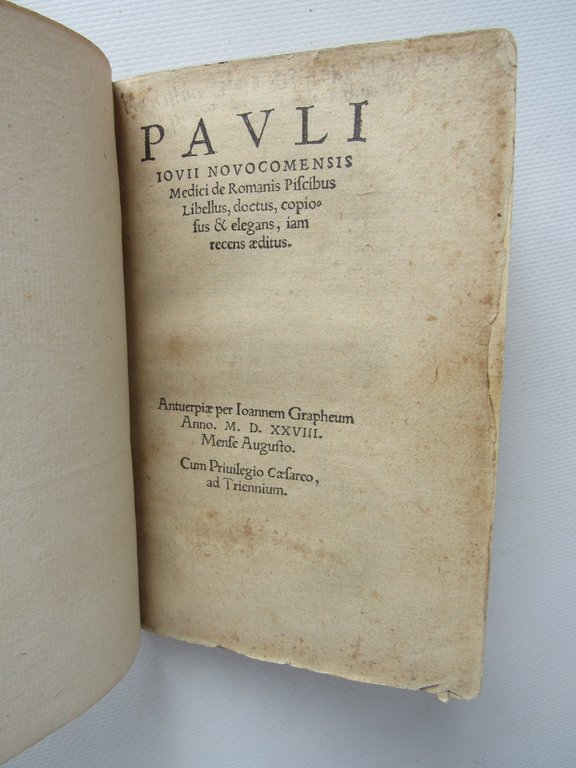 PAVLI
IOVII NOVOCOMENSIS
Medici de Romanis Piſcibus
Libellus, doctus, copio⸗
ſus & elegans, iam
recens æditus.
Antuerpiæ per Ioannem Grapheum
Anno. M. D. XXVIII.
Menſe Auguſto.
Cum Priuilegio Cæſareo,
ad Triennium.